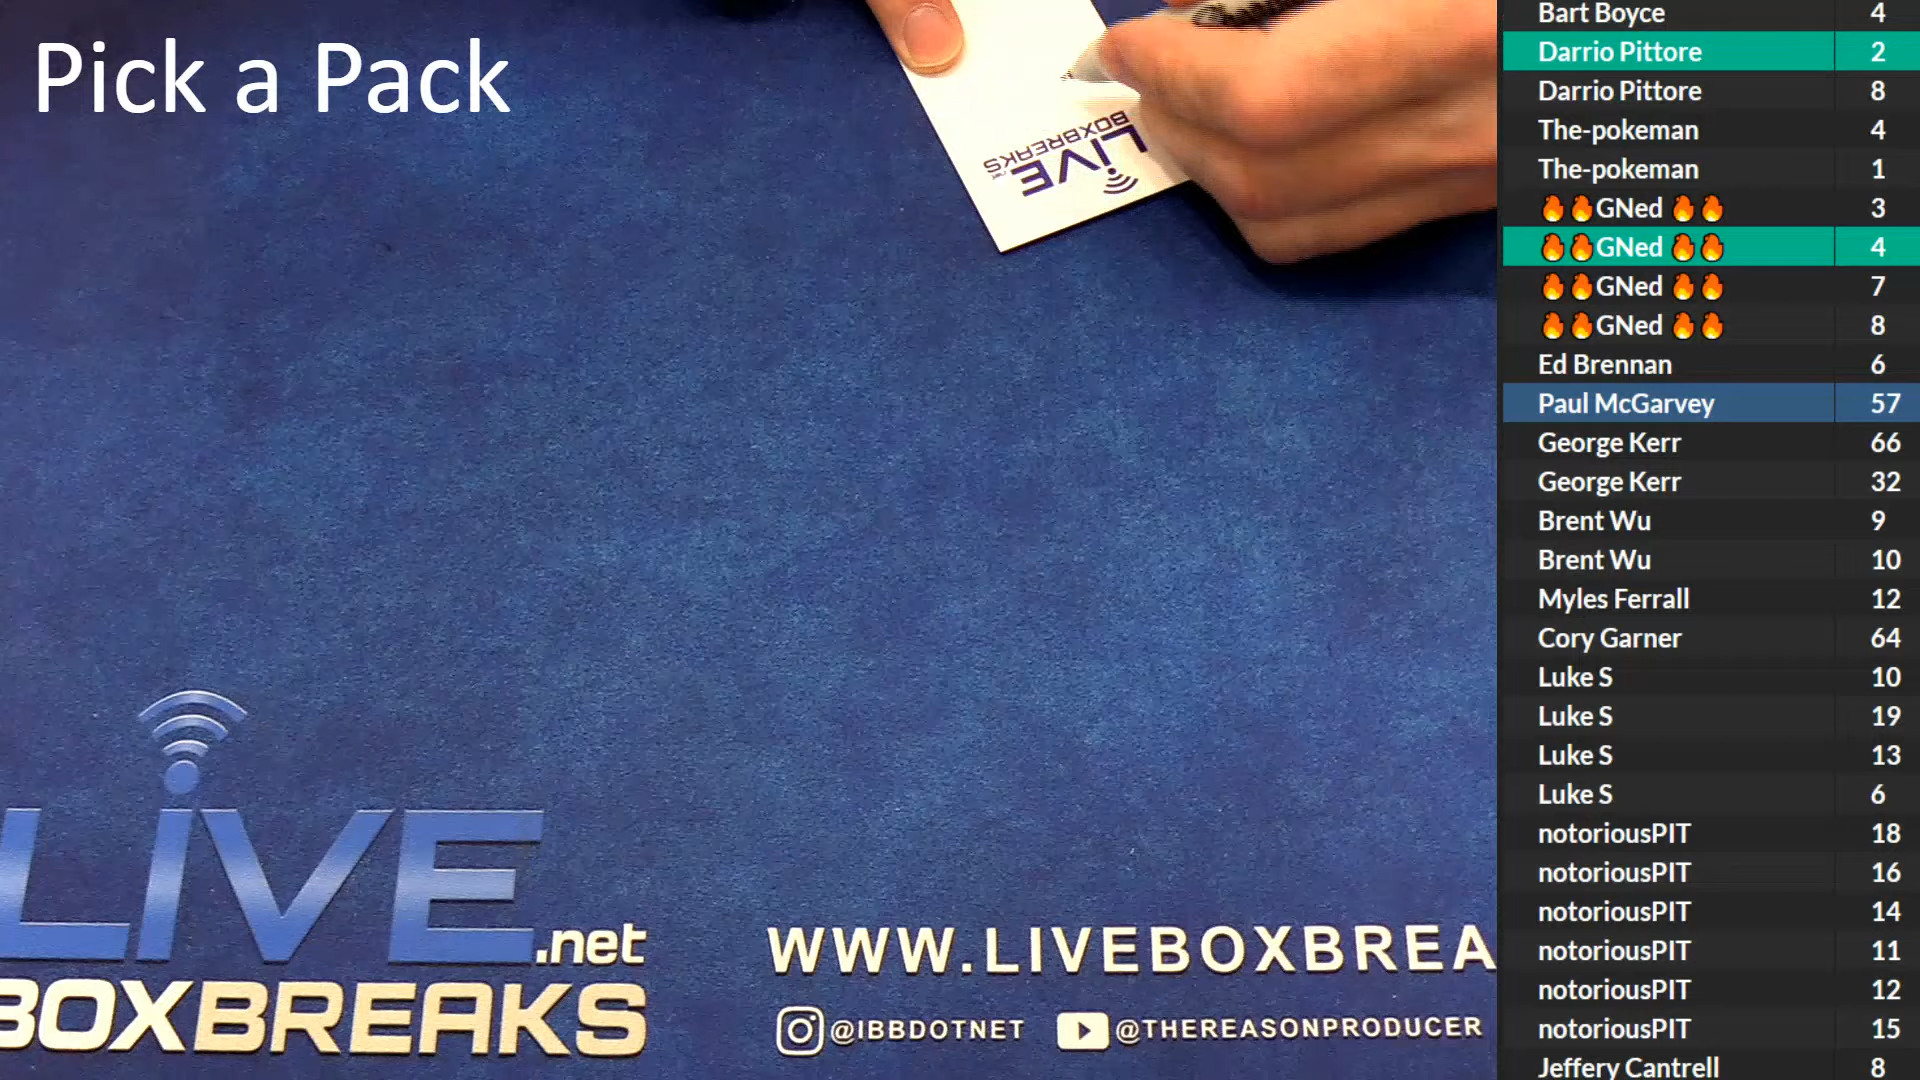 Pick a Pack
LiVE
BOXBREAKS
LiVE
.net
BOXBREAKS
WWW.LIVEBOXBREA
@IBBDOTNET
@THEREASONPRODUCER
Bart Boyce 4
Darrio Pittore 2
Darrio Pittore 8
The-pokeman 4
The-pokeman 1
🔥🔥GNed 🔥🔥 3
🔥🔥GNed 🔥🔥 4
🔥🔥GNed 🔥🔥 7
🔥🔥GNed 🔥🔥 8
Ed Brennan 6
Paul McGarvey 57
George Kerr 66
George Kerr 32
Brent Wu 9
Brent Wu 10
Myles Ferrall 12
Cory Garner 64
Luke S 10
Luke S 19
Luke S 13
Luke S 6
notoriousPIT 18
notoriousPIT 16
notoriousPIT 14
notoriousPIT 11
notoriousPIT 12
notoriousPIT 15
Jeffery Cantrell 8